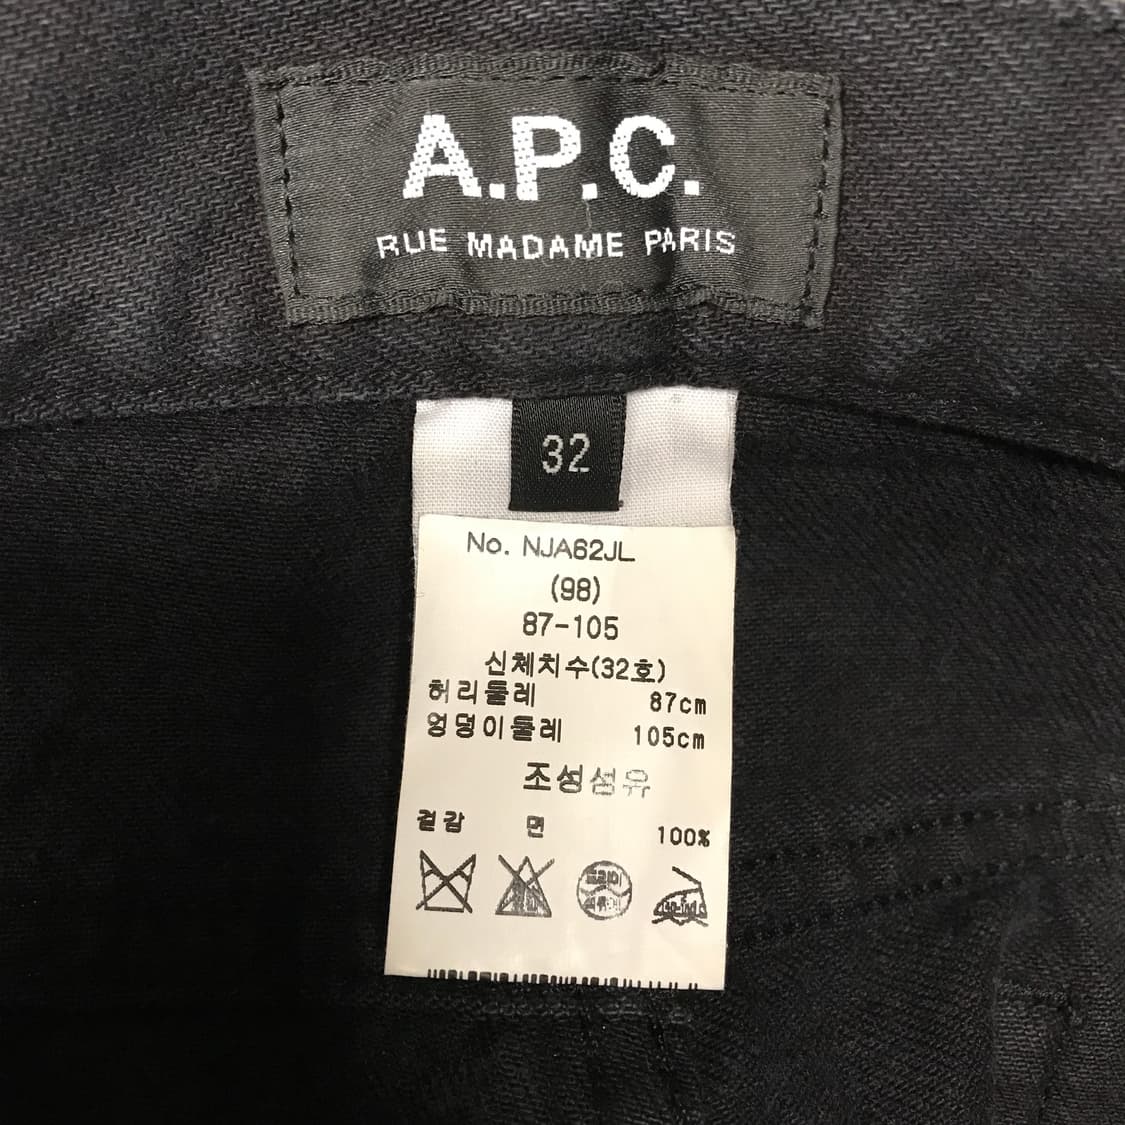 A.P.C.
RUE MADAME PARIS
32
No. NJA62JL
(98)
87-105
신체치수(32호)
허리둘레 87cm
엉덩이둘레 105cm
조성섬유
겉감 면 100%